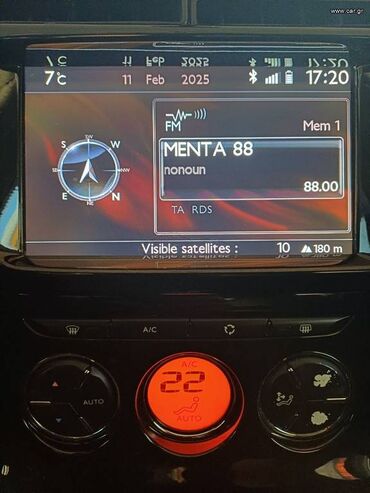 www.car.gr
7°C 11 Feb 2025 17:20
FM Mem 1
MENTA 88
nonoun
88.00
TA RDS
S W E N
Visible satellites : 10 180 m
A/C
A/C
22
AUTO
AUTO